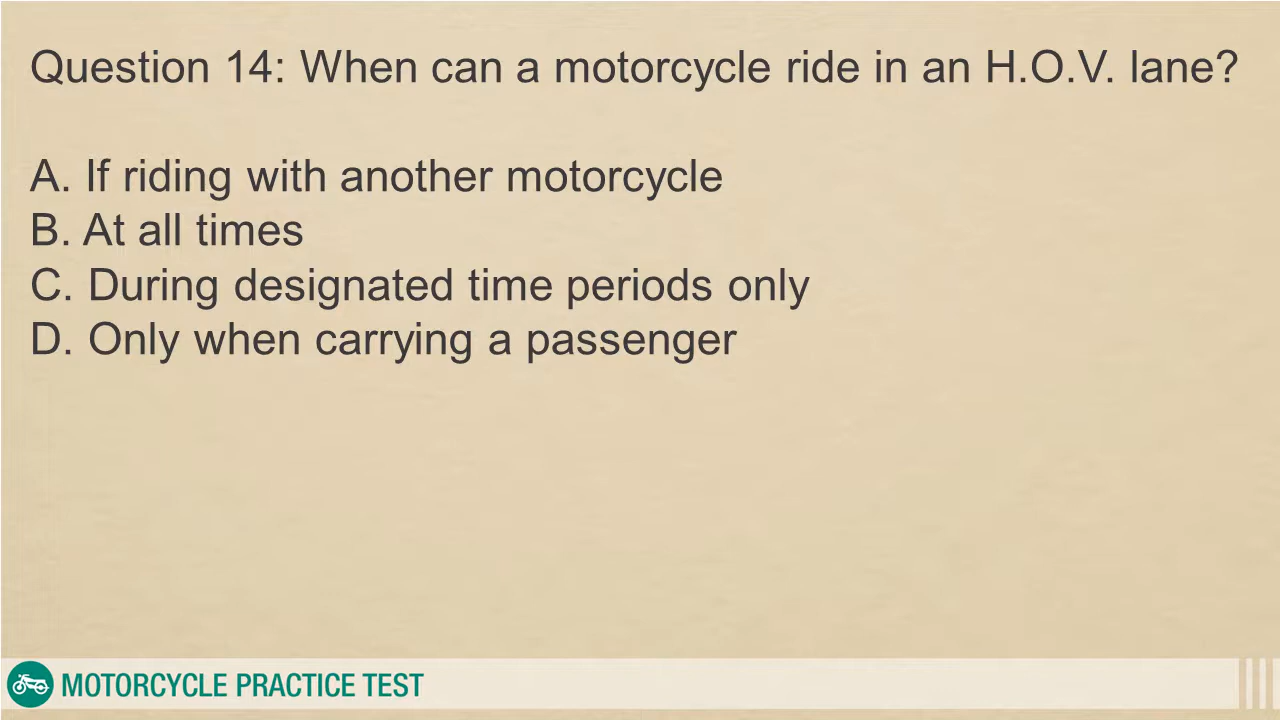 Question 14: When can a motorcycle ride in an H.O.V. lane?
A. If riding with another motorcycle
B. At all times
C. During designated time periods only
D. Only when carrying a passenger
MOTORCYCLE PRACTICE TEST